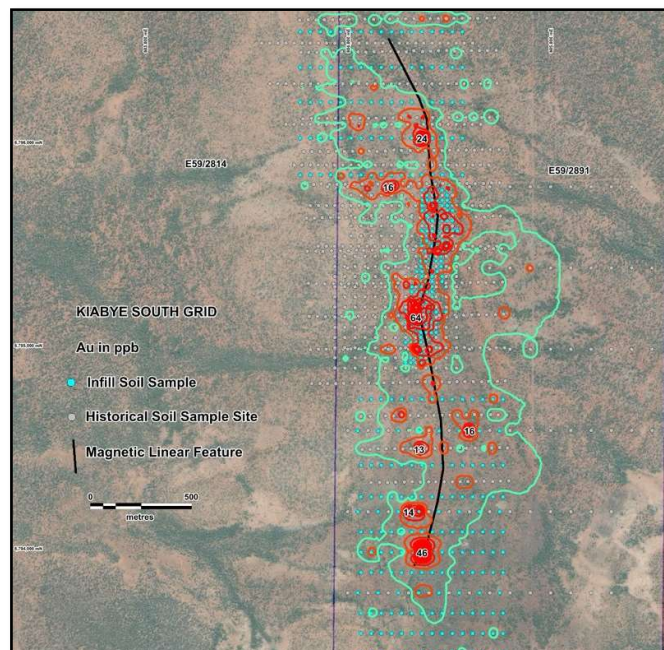 24
E59/2814
E59/2891
16
KIABYE SOUTH GRID
64
Au in ppb
Infill Soil Sample
Historical Soil Sample Site
16
Magnetic Linear Feature
13
0
500
metres
14
46